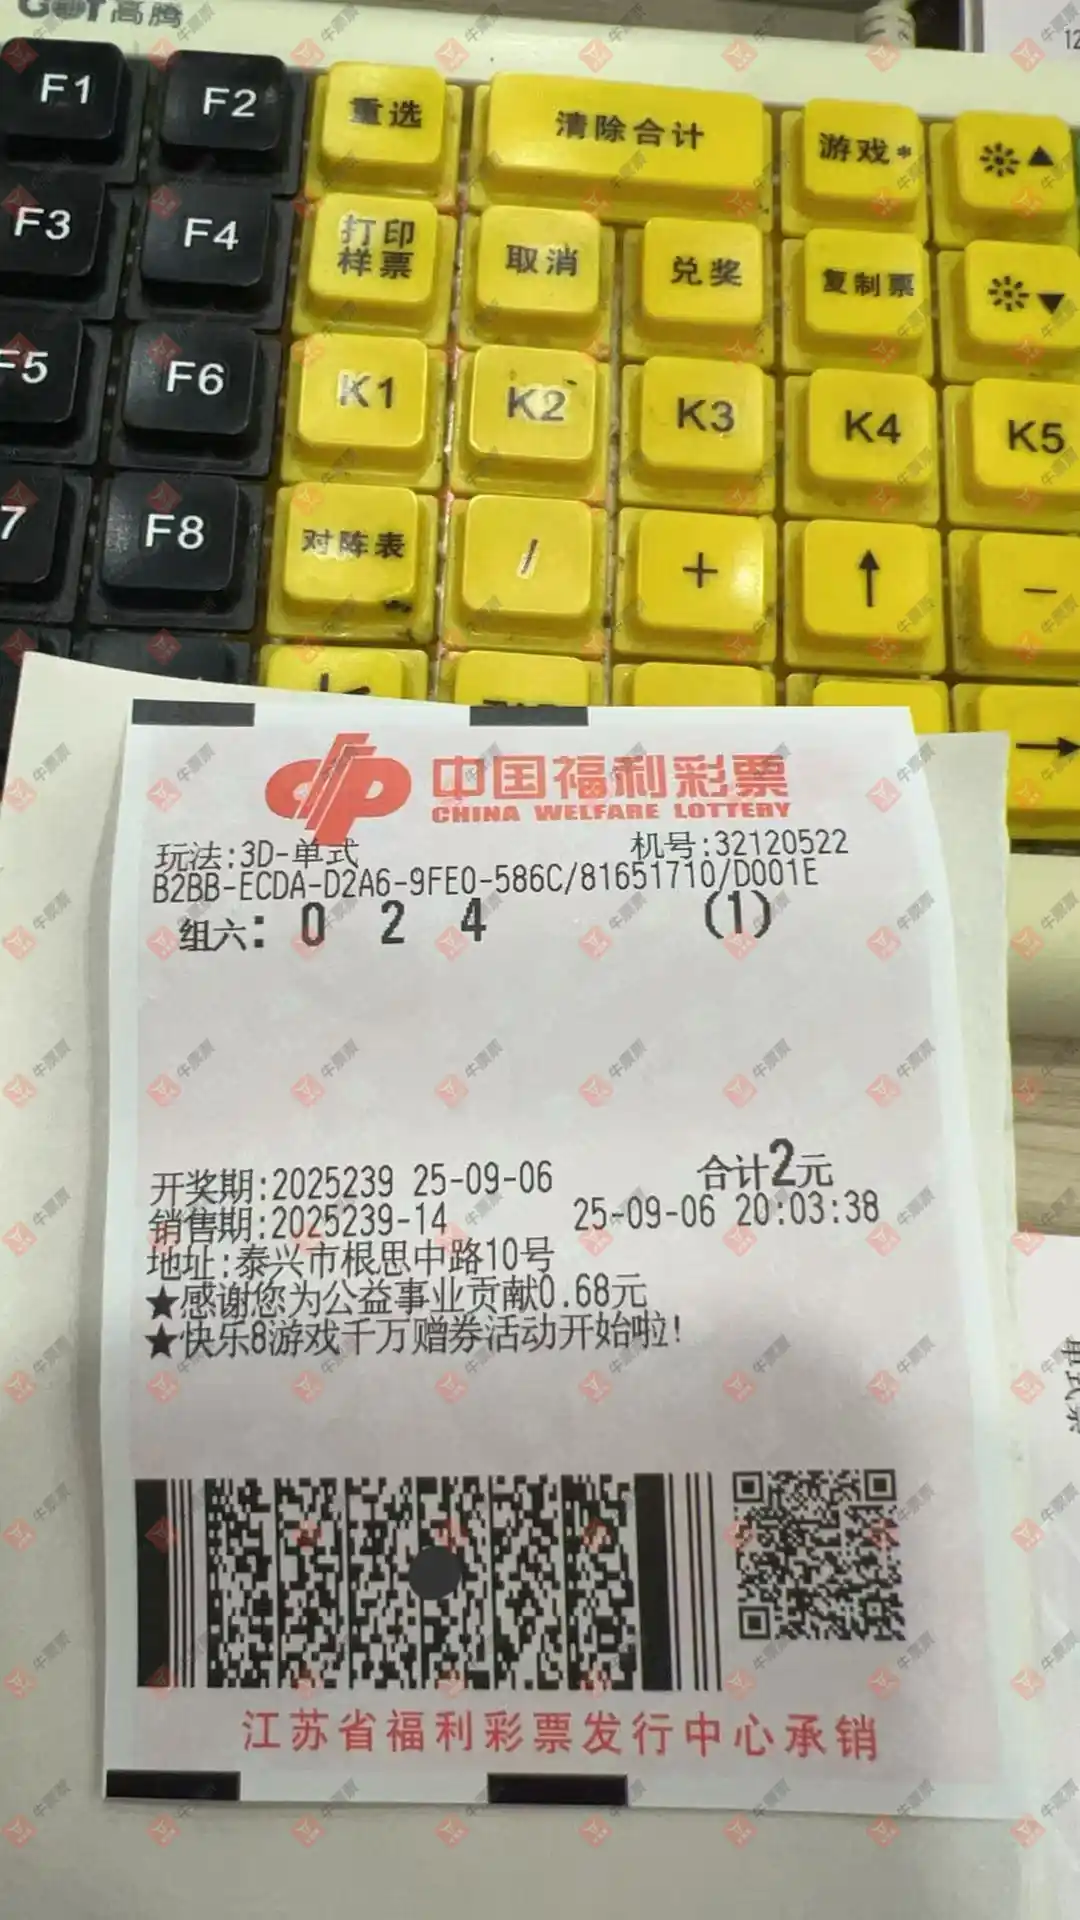 高腾
12
F1
F2
重选
清除合计
游戏*
▲
F3
F4
打印
样票
取消
兑奖
复制票
▼
F5
F6
K1
K2
K3
K4
K5
7
F8
对阵表
/
+
↑
-
→
中国福利彩票
CHINA WELFARE LOTTERY
玩法:3D-单式 机号:32120522
B2BB-ECDA-D2A6-9FE0-586C/81651710/D001E
组六: 0 2 4 (1)
开奖期:2025239 25-09-06 合计2元
销售期:2025239-14 25-09-06 20:03:38
地址:泰兴市根思中路10号
★感谢您为公益事业贡献0.68元
★快乐8游戏千万赠券活动开始啦!
江苏省福利彩票发行中心承销
牛票票